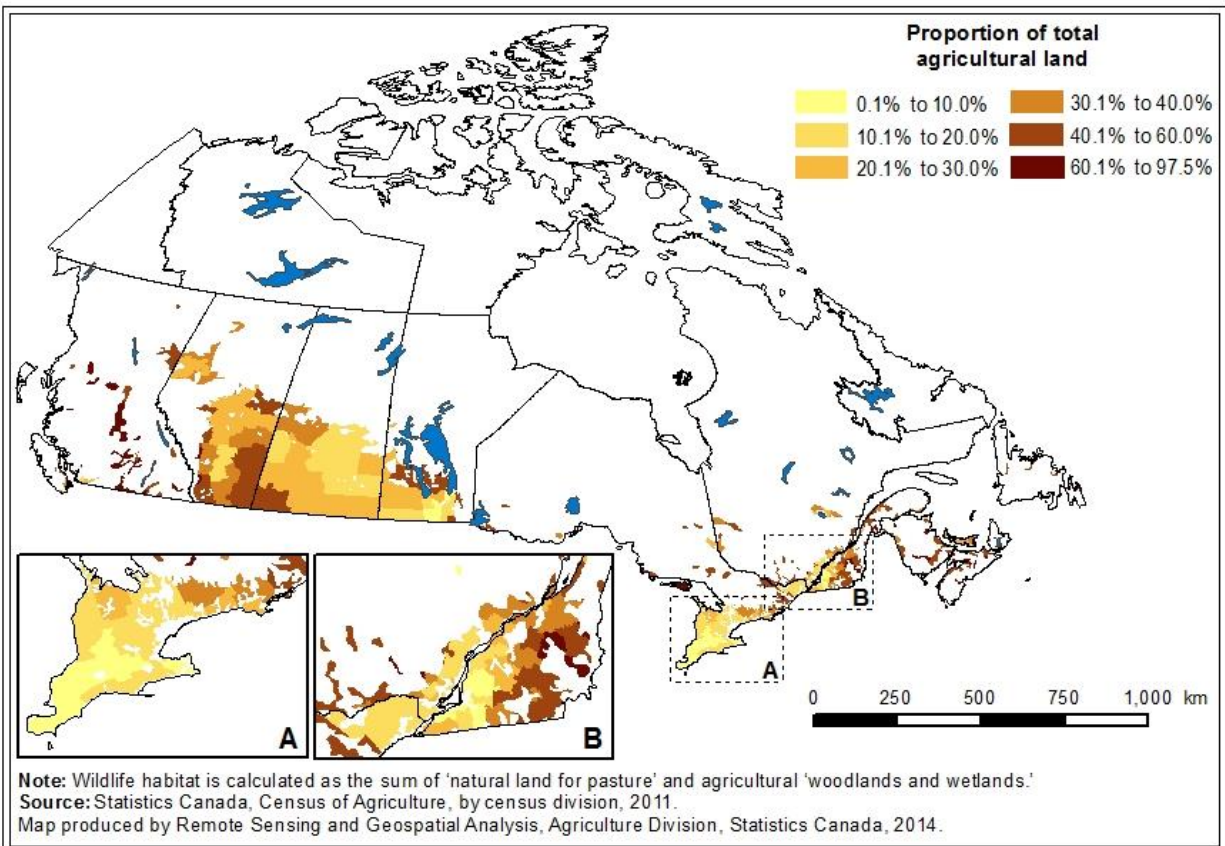 Proportion of total
agricultural land
0.1% to 10.0%
10.1% to 20.0%
20.1% to 30.0%
30.1% to 40.0%
40.1% to 60.0%
60.1% to 97.5%
B
A
0 250 500 750 1,000 km
A
B
Note: Wildlife habitat is calculated as the sum of 'natural land for pasture' and agricultural 'woodlands and wetlands.'
Source: Statistics Canada, Census of Agriculture, by census division, 2011.
Map produced by Remote Sensing and Geospatial Analysis, Agriculture Division, Statistics Canada, 2014.